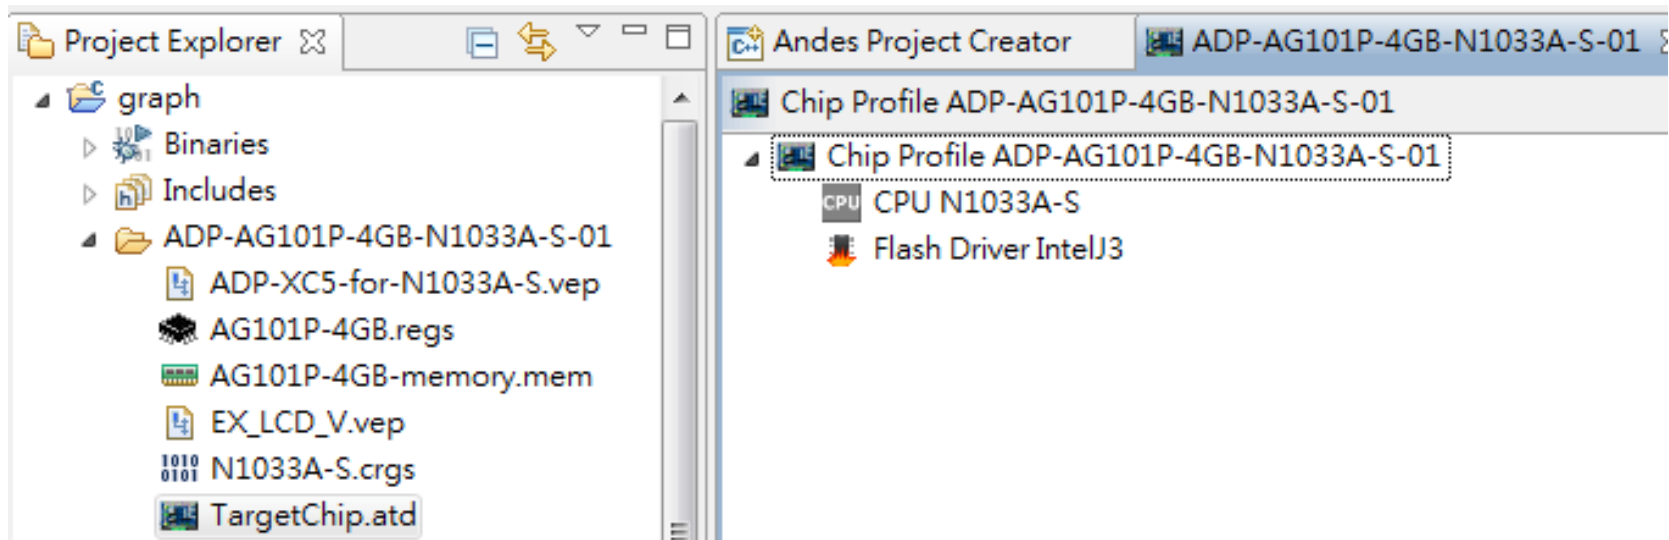 Project Explorer
graph
Binaries
Includes
ADP-AG101P-4GB-N1033A-S-01
ADP-XC5-for-N1033A-S.vep
AG101P-4GB.regs
AG101P-4GB-memory.mem
EX_LCD_V.vep
N1033A-S.crgs
TargetChip.atd
Andes Project Creator
ADP-AG101P-4GB-N1033A-S-01
Chip Profile ADP-AG101P-4GB-N1033A-S-01
Chip Profile ADP-AG101P-4GB-N1033A-S-01
CPU CPU N1033A-S
Flash Driver IntelJ3